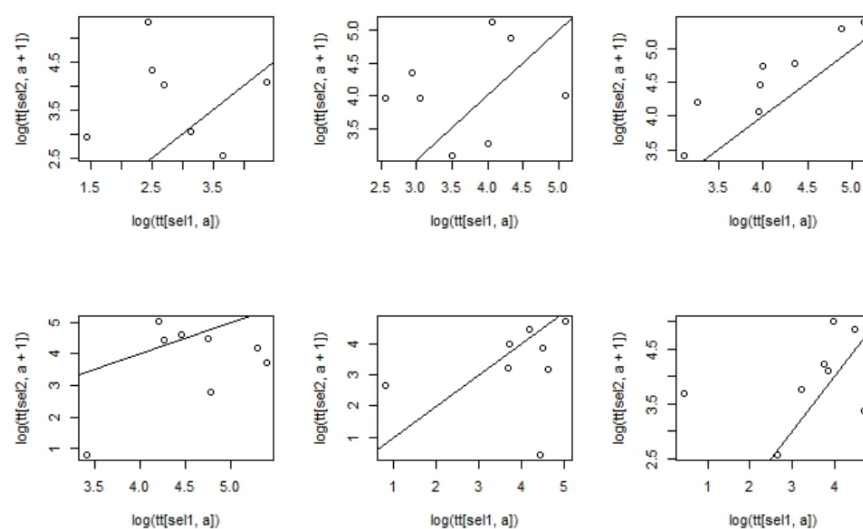 log(tt[sel2, a + 1])
2.5 3.5 4.5
1.5 2.5 3.5
log(tt[sel1, a])
log(tt[sel2, a + 1])
3.5 4.0 4.5 5.0
2.5 3.0 3.5 4.0 4.5 5.0
log(tt[sel1, a])
log(tt[sel2, a + 1])
3.5 4.0 4.5 5.0
3.5 4.0 4.5 5.0
log(tt[sel1, a])
log(tt[sel2, a + 1])
1 2 3 4 5
3.5 4.0 4.5 5.0
log(tt[sel1, a])
log(tt[sel2, a + 1])
1 2 3 4
1 2 3 4 5
log(tt[sel1, a])
log(tt[sel2, a + 1])
2.5 3.5 4.5
1 2 3 4
log(tt[sel1, a])